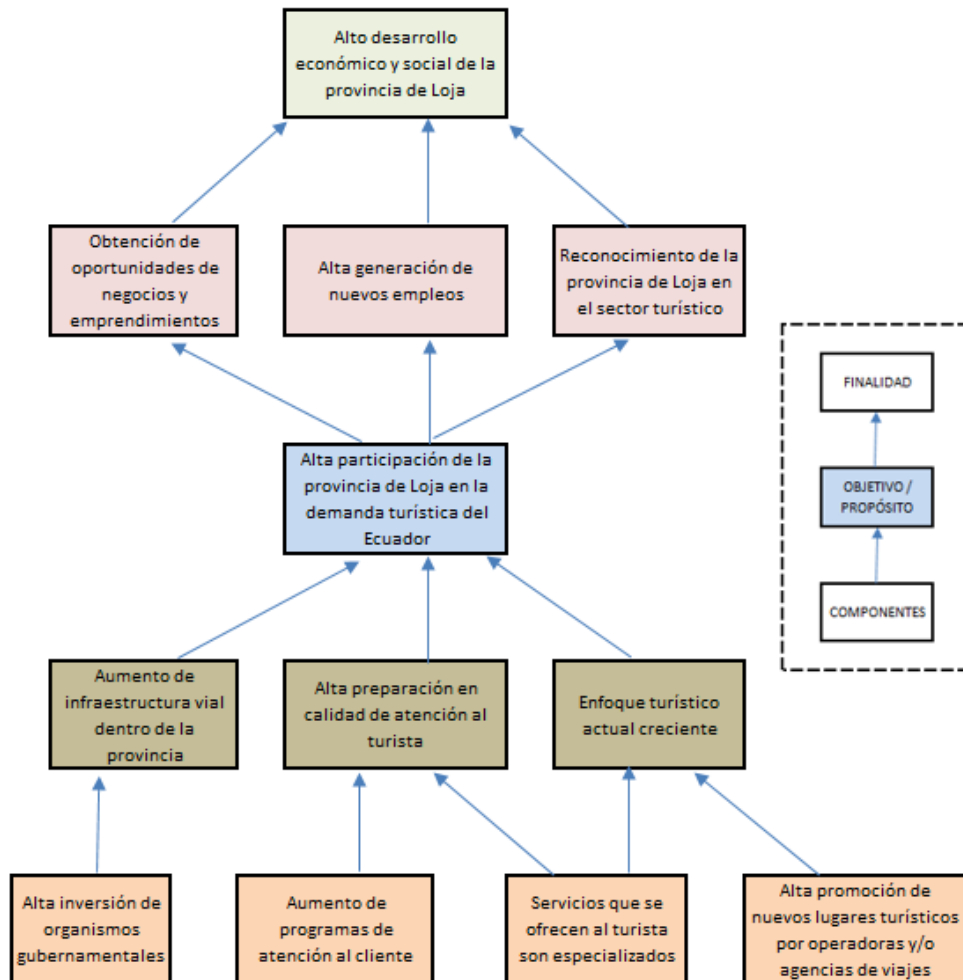 Alto desarrollo
económico y social de la
provincia de Loja
Obtención de
oportunidades de
negocios y
emprendimientos
Alta generación de
nuevos empleos
Reconocimiento de la
provincia de Loja en
el sector turístico
Alta participación de la
provincia de Loja en la
demanda turística del
Ecuador
Aumento de
infraestructura vial
dentro de la
provincia
Alta preparación en
calidad de atención al
turista
Enfoque turístico
actual creciente
Alta inversión de
organismos
gubernamentales
Aumento de
programas de
atención al cliente
Servicios que se
ofrecen al turista
son especializados
Alta promoción de
nuevos lugares turísticos
por operadoras y/o
agencias de viajes
FINALIDAD
OBJETIVO /
PROPÓSITO
COMPONENTES